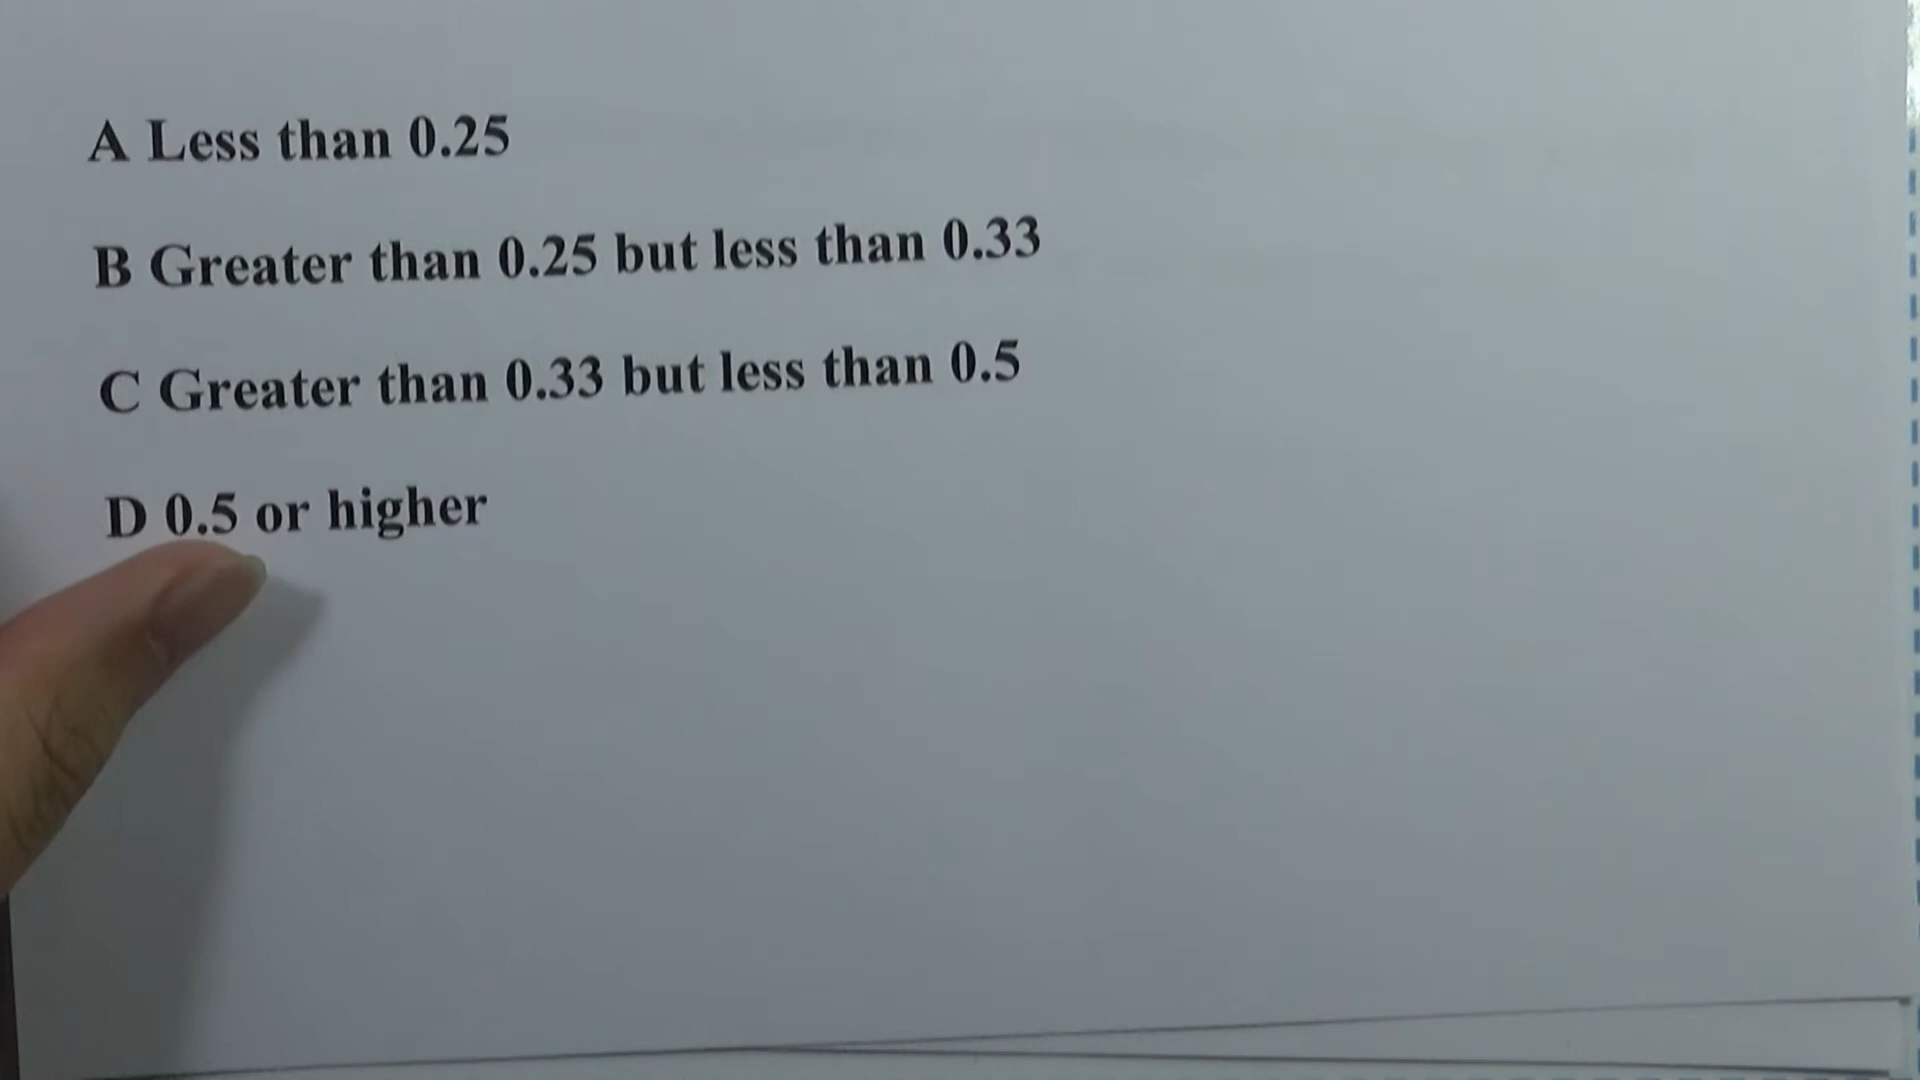 A Less than 0.25
B Greater than 0.25 but less than 0.33
C Greater than 0.33 but less than 0.5
D 0.5 or higher